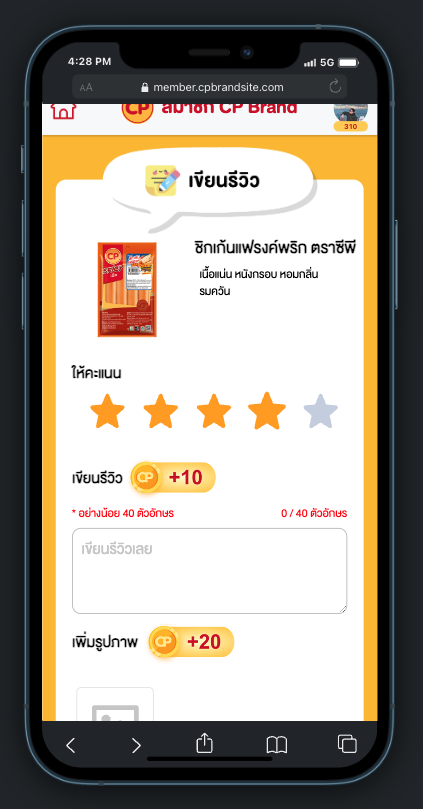 4:28 PM
5G
AA
member.cpbrandsite.com
CP
สมาชิก CP Brand
310
เขียนรีวิว
CP
ชิกเก้นแฟรงค์พริก ตราซีพี
เนื้อแน่น หนังกรอบ หอมกลิ่น
รมควัน
ให้คะแนน
เขียนรีวิว
CP
+10
* อย่างน้อย 40 ตัวอักษร
0 / 40 ตัวอักษร
เขียนรีวิวเลย
เพิ่มรูปภาพ
CP
+20